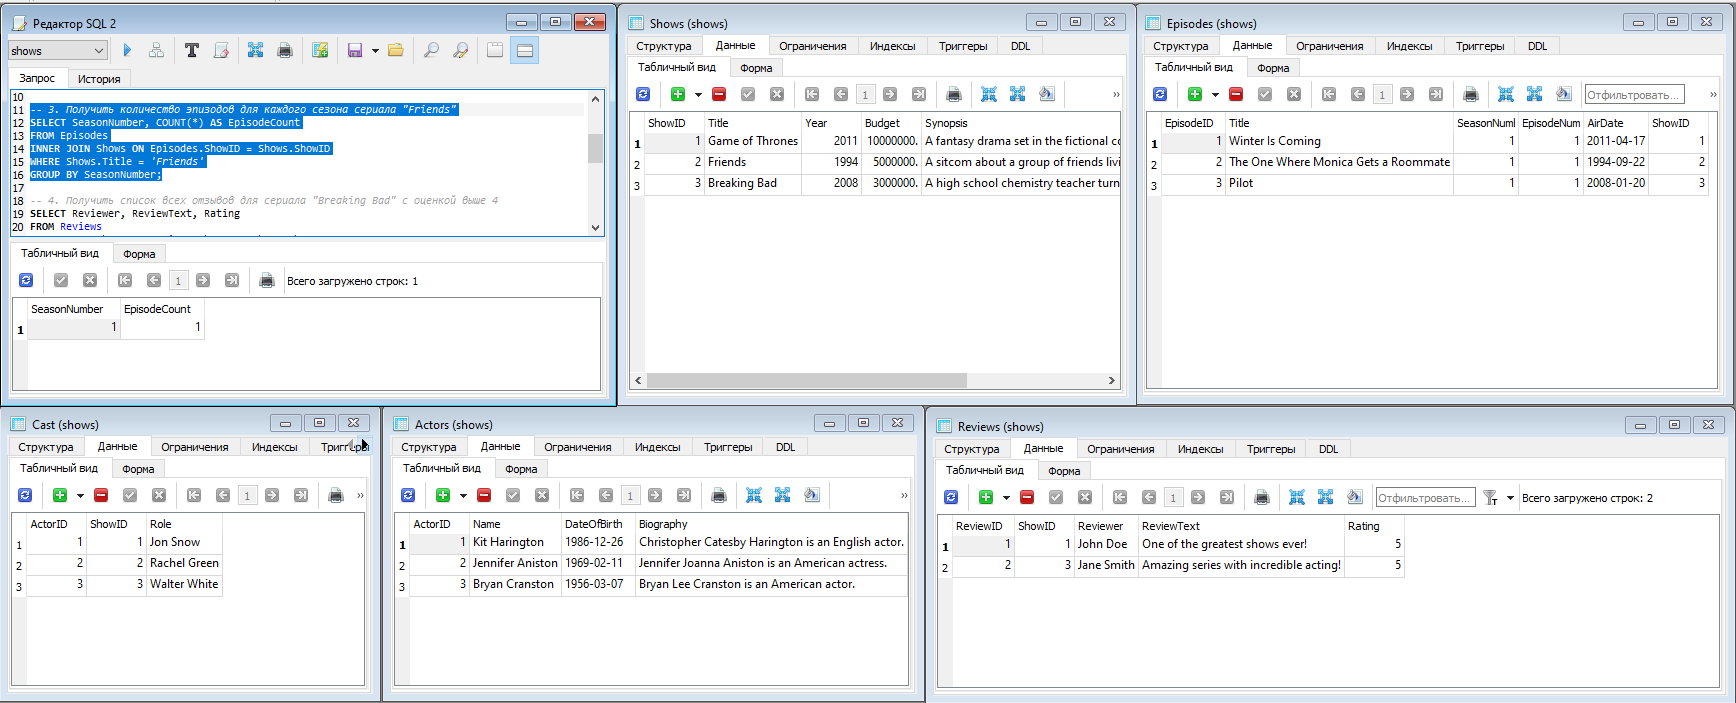 Редактор SQL 2
shows
Запрос История
10
11 -- 3. Получить количество эпизодов для каждого сезона сериала "Friends"
12 SELECT SeasonNumber, COUNT(*) AS EpisodeCount
13 FROM Episodes
14 INNER JOIN Shows ON Episodes.ShowID = Shows.ShowID
15 WHERE Shows.Title = 'Friends'
16 GROUP BY SeasonNumber;
17
18 -- 4. Получить список всех отзывов для сериала "Breaking Bad" с оценкой выше 4
19 SELECT Reviewer, ReviewText, Rating
20 FROM Reviews
Табличный вид Форма
1 Всего загружено строк: 1
SeasonNumber EpisodeCount
1 1 1
Shows (shows)
Структура Данные Ограничения Индексы Триггеры DDL
Табличный вид Форма
1 »
ShowID Title Year Budget Synopsis
1 1 Game of Thrones 2011 10000000. A fantasy drama set in the fictional co
2 2 Friends 1994 5000000. A sitcom about a group of friends livi
3 3 Breaking Bad 2008 3000000. A high school chemistry teacher turn
Episodes (shows)
Структура Данные Ограничения Индексы Триггеры DDL
Табличный вид Форма
1 Отфильтровать... »
EpisodeID Title SeasonNuml EpisodeNum AirDate ShowID
1 1 Winter Is Coming 1 1 2011-04-17 1
2 2 The One Where Monica Gets a Roommate 1 1 1994-09-22 2
3 3 Pilot 1 1 2008-01-20 3
Cast (shows)
Структура Данные Ограничения Индексы Триггеры
Табличный вид Форма
1 »
ActorID ShowID Role
1 1 1 Jon Snow
2 2 2 Rachel Green
3 3 3 Walter White
Actors (shows)
Структура Данные Ограничения Индексы Триггеры DDL
Табличный вид Форма
1 »
ActorID Name DateOfBirth Biography
1 1 Kit Harington 1986-12-26 Christopher Catesby Harington is an English actor.
2 2 Jennifer Aniston 1969-02-11 Jennifer Joanna Aniston is an American actress.
3 3 Bryan Cranston 1956-03-07 Bryan Lee Cranston is an American actor.
Reviews (shows)
Структура Данные Ограничения Индексы Триггеры DDL
Табличный вид Форма
1 Отфильтровать... Всего загружено строк: 2
ReviewID ShowID Reviewer ReviewText Rating
1 1 1 John Doe One of the greatest shows ever! 5
2 2 3 Jane Smith Amazing series with incredible acting! 5